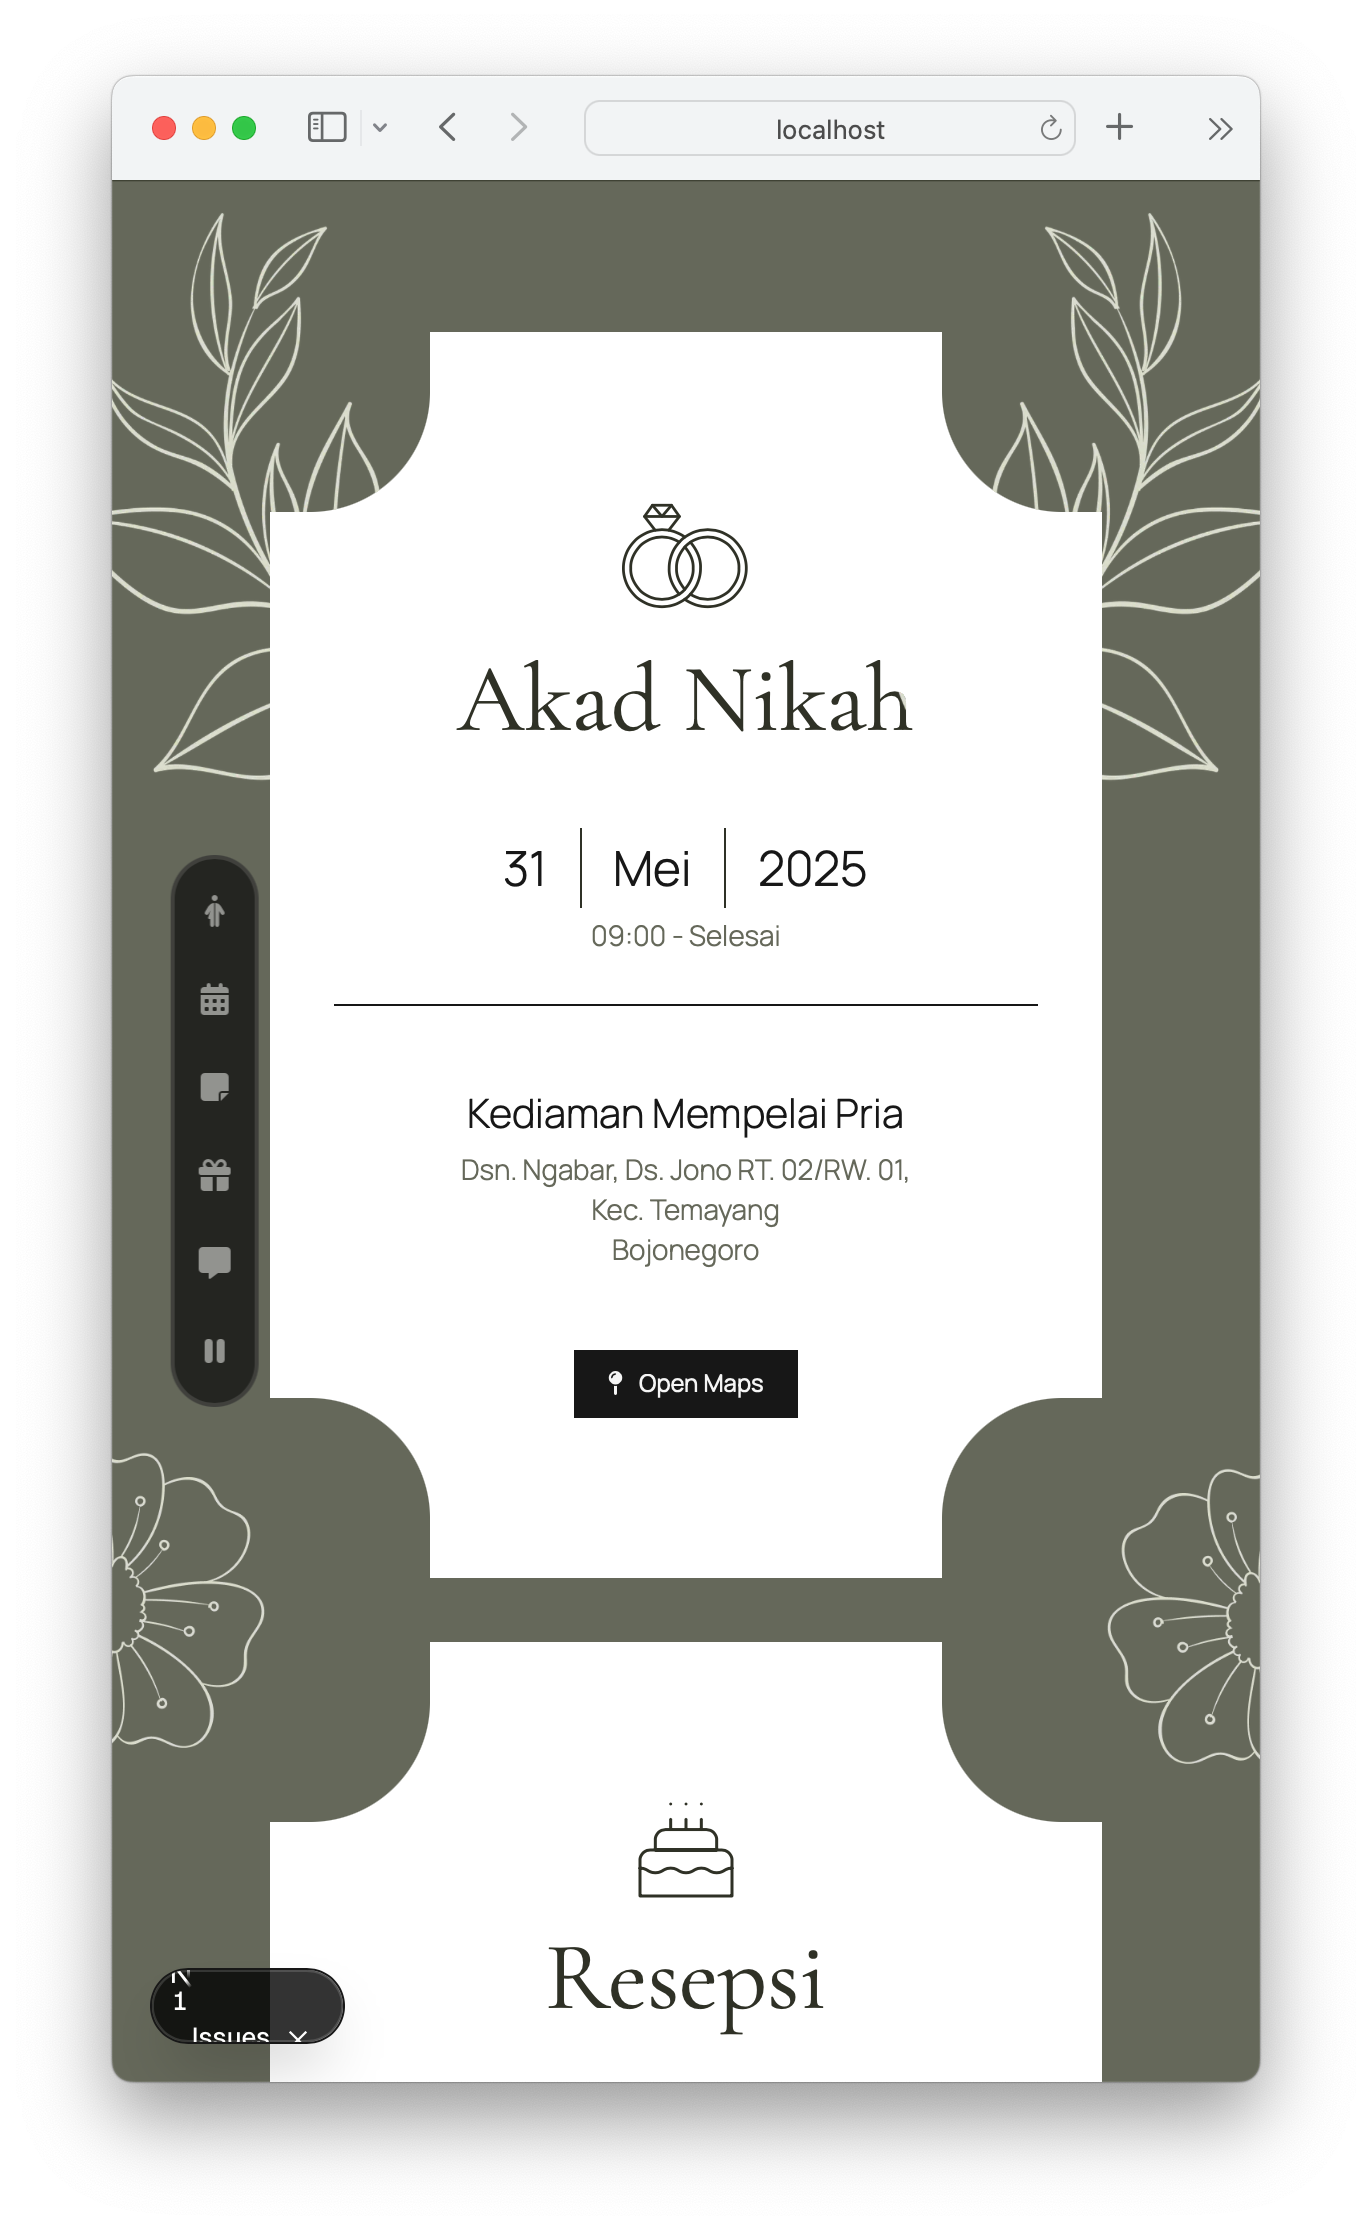 localhost
Akad Nikah
31 Mei 2025
09:00 - Selesai
Kediaman Mempelai Pria
Dsn. Ngabar, Ds. Jono RT. 02/RW. 01,
Kec. Temayang
Bojonegoro
Open Maps
Resepsi
N
1
Issues